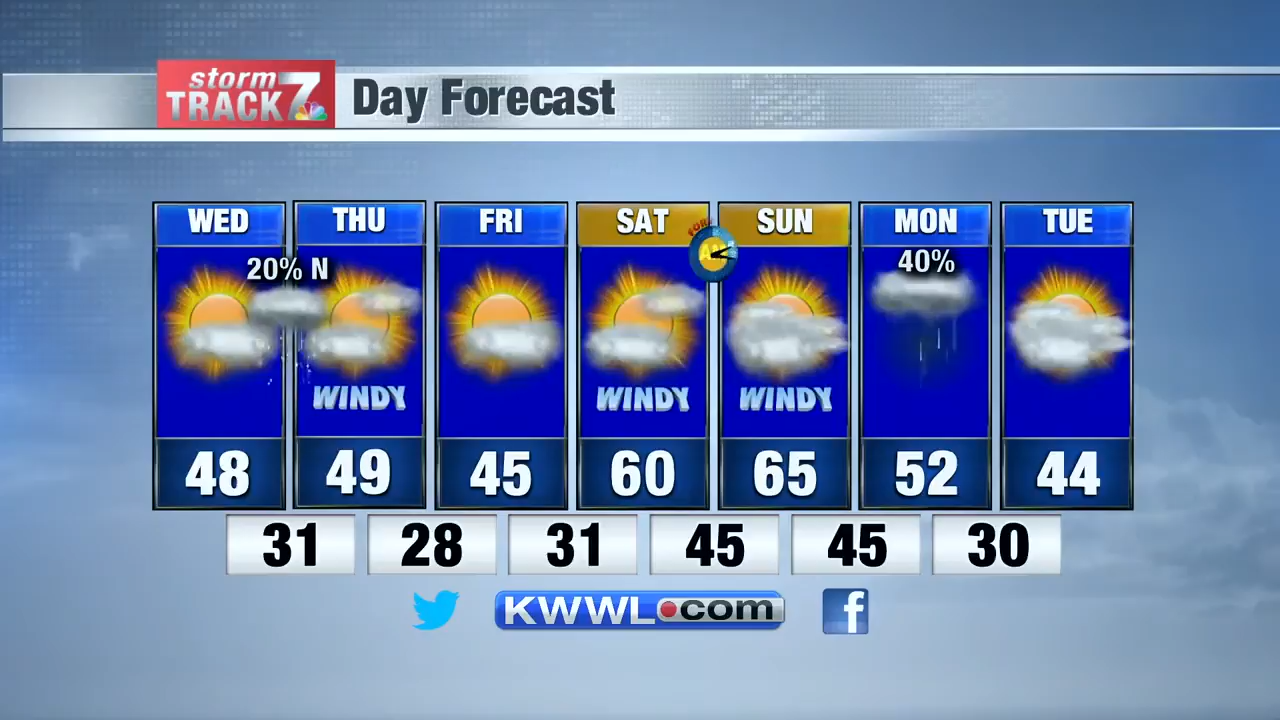 storm
TRACK 7 Day Forecast
WED THU FRI SAT SUN MON TUE
20% N 40%
WINDY WINDY WINDY
48 49 45 60 65 52 44
31 28 31 45 45 30
KWWL.com f